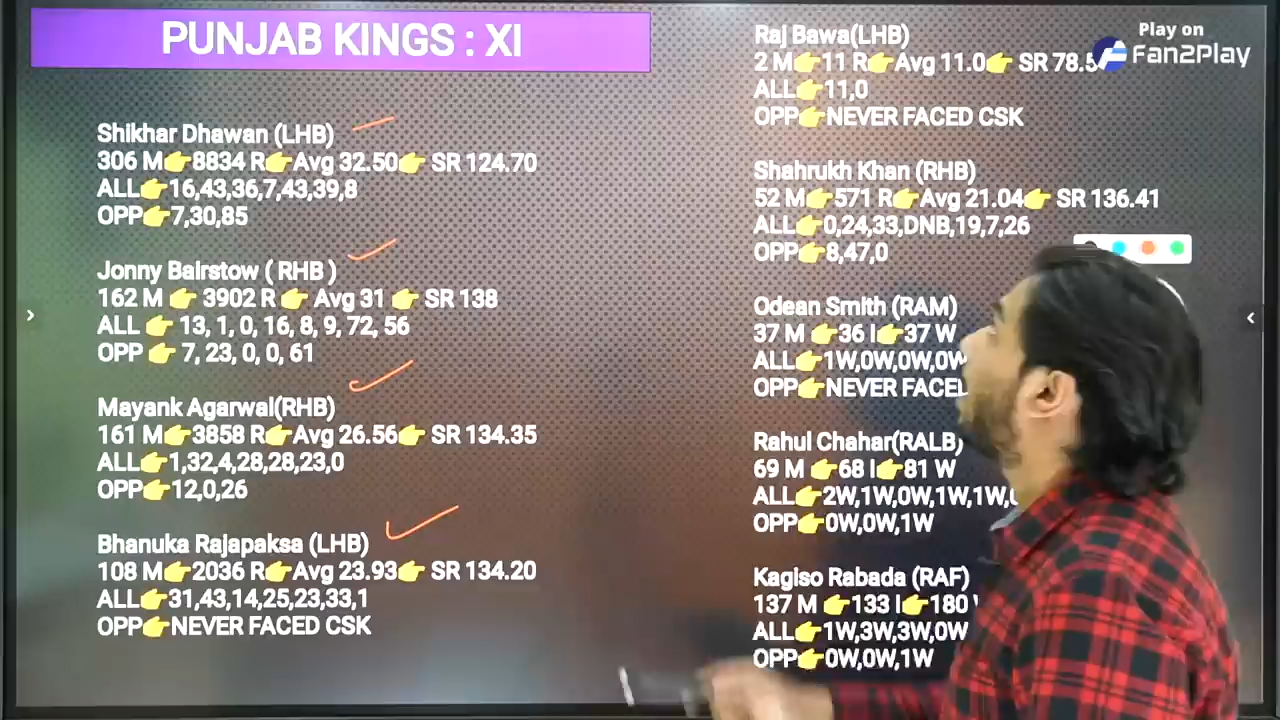 PUNJAB KINGS : XI
Shikhar Dhawan (LHB)
306 M👉8834 R👉Avg 32.50👉 SR 124.70
ALL👉16,43,36,7,43,39,8
OPP👉7,30,85
Jonny Bairstow ( RHB )
162 M 👉 3902 R 👉 Avg 31 👉 SR 138
ALL 👉 13, 1, 0, 16, 8, 9, 72, 56
OPP 👉 7, 23, 0, 0, 61
Mayank Agarwal(RHB)
161 M👉3858 R👉Avg 26.56👉 SR 134.35
ALL👉1,32,4,28,28,23,0
OPP👉12,0,26
Bhanuka Rajapaksa (LHB)
108 M👉2036 R👉Avg 23.93👉 SR 134.20
ALL👉31,43,14,25,23,33,1
OPP👉NEVER FACED CSK
Raj Bawa(LHB)
2 M👉11 R👉Avg 11.0👉 SR 78.5
ALL👉11,0
OPP👉NEVER FACED CSK
Shahrukh Khan (RHB)
52 M👉571 R👉Avg 21.04👉 SR 136.41
ALL👉0,24,33,DNB,19,7,26
OPP👉8,47,0
Odean Smith (RAM)
37 M 👉36 I👉37 W
ALL👉1W,0W,0W,0W
OPP👉NEVER
Rahul Chahar(RALB)
69 M 👉68 I👉81 W
ALL👉2W,1W,0W,1W,1W,
OPP👉0W,0W,1W
Kagiso Rabada (RAF)
137 M 👉133 I👉180
ALL👉1W,3W,3W,0W
OPP👉0W,0W,1W
Play on
Fan2Play